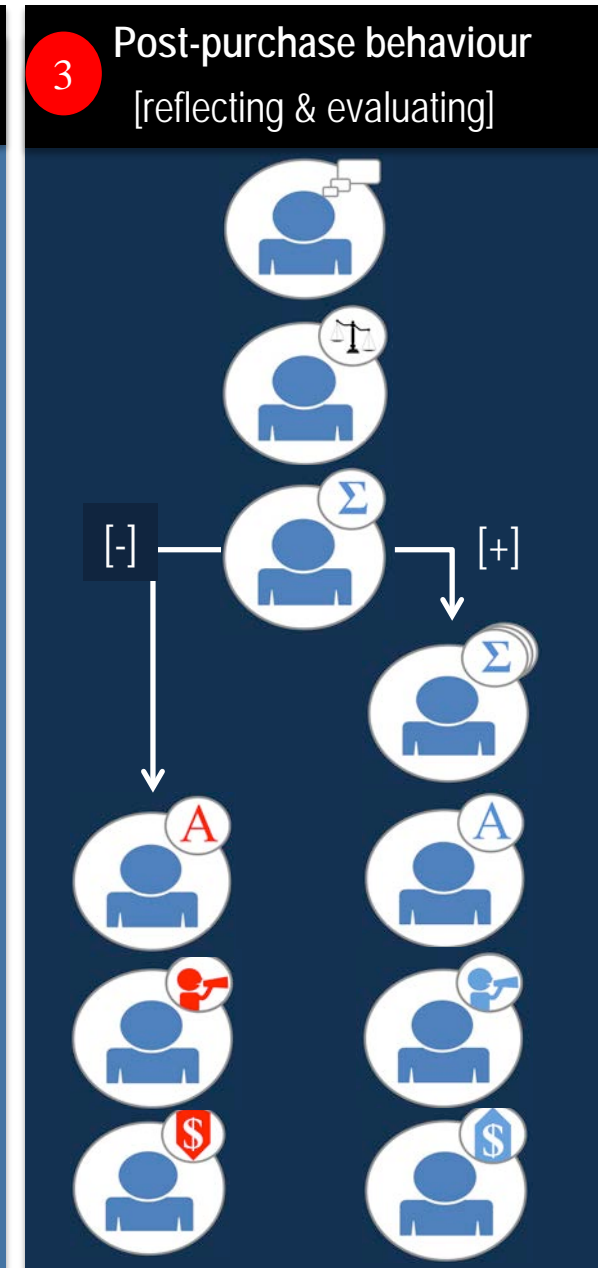 3
Post-purchase behaviour
[reflecting & evaluating]
Σ
[-]
[+]
Σ
A
A
$
$